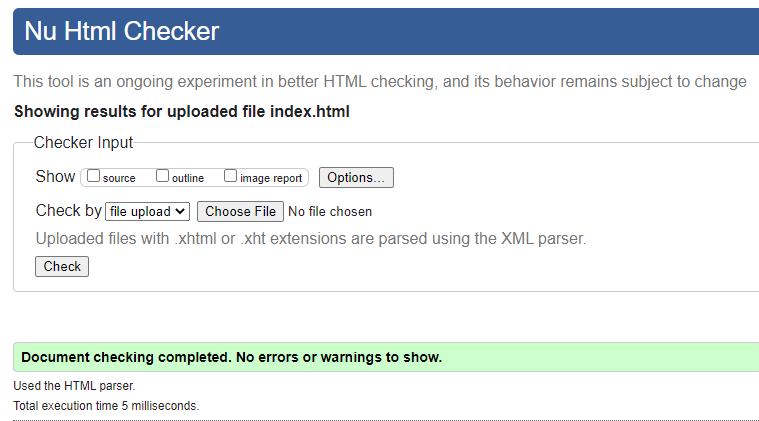 Nu Html Checker
This tool is an ongoing experiment in better HTML checking, and its behavior remains subject to change
Showing results for uploaded file index.html
Checker Input
Show source outline image report Options...
Check by file upload Choose File No file chosen
Uploaded files with .xhtml or .xht extensions are parsed using the XML parser.
Check
Document checking completed. No errors or warnings to show.
Used the HTML parser.
Total execution time 5 milliseconds.